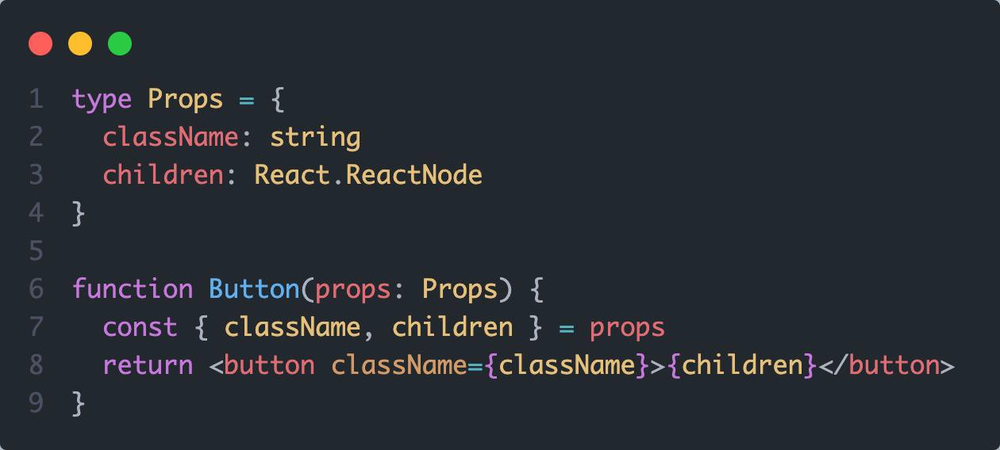 1 type Props = {
2   className: string
3   children: React.ReactNode
4 }
5
6 function Button(props: Props) {
7   const { className, children } = props
8   return <button className={className}>{children}</button>
9 }